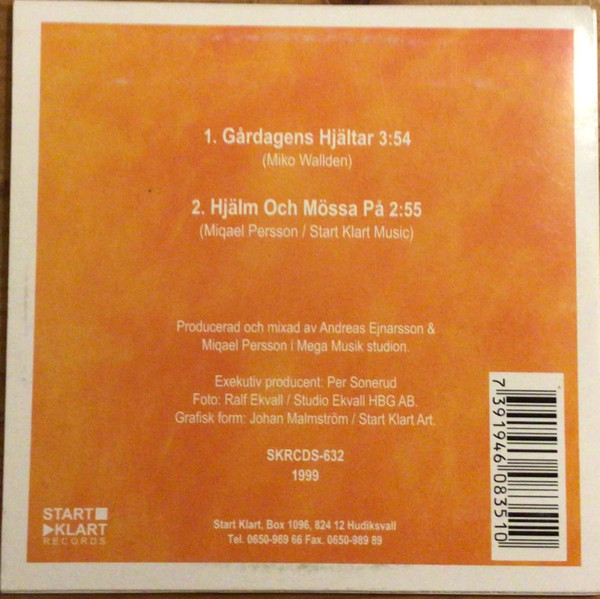 1. Gårdagens Hjältar 3:54
(Miko Wallden)
2. Hjälm Och Mössa På 2:55
(Miqael Persson / Start Klart Music)
Producerad och mixad av Andreas Ejnarsson &
Miqael Persson i Mega Musik studion.
Exekutiv producent: Per Sonerud
Foto: Ralf Ekvall / Studio Ekvall HBG AB.
Grafisk form: Johan Malmström / Start Klart Art.
SKRCDS-632
1999
START
KLART
RECORDS
Start Klart, Box 1096, 824 12 Hudiksvall
Tel. 0650-969 66 Fax. 0650-989 89
7 391946 083510